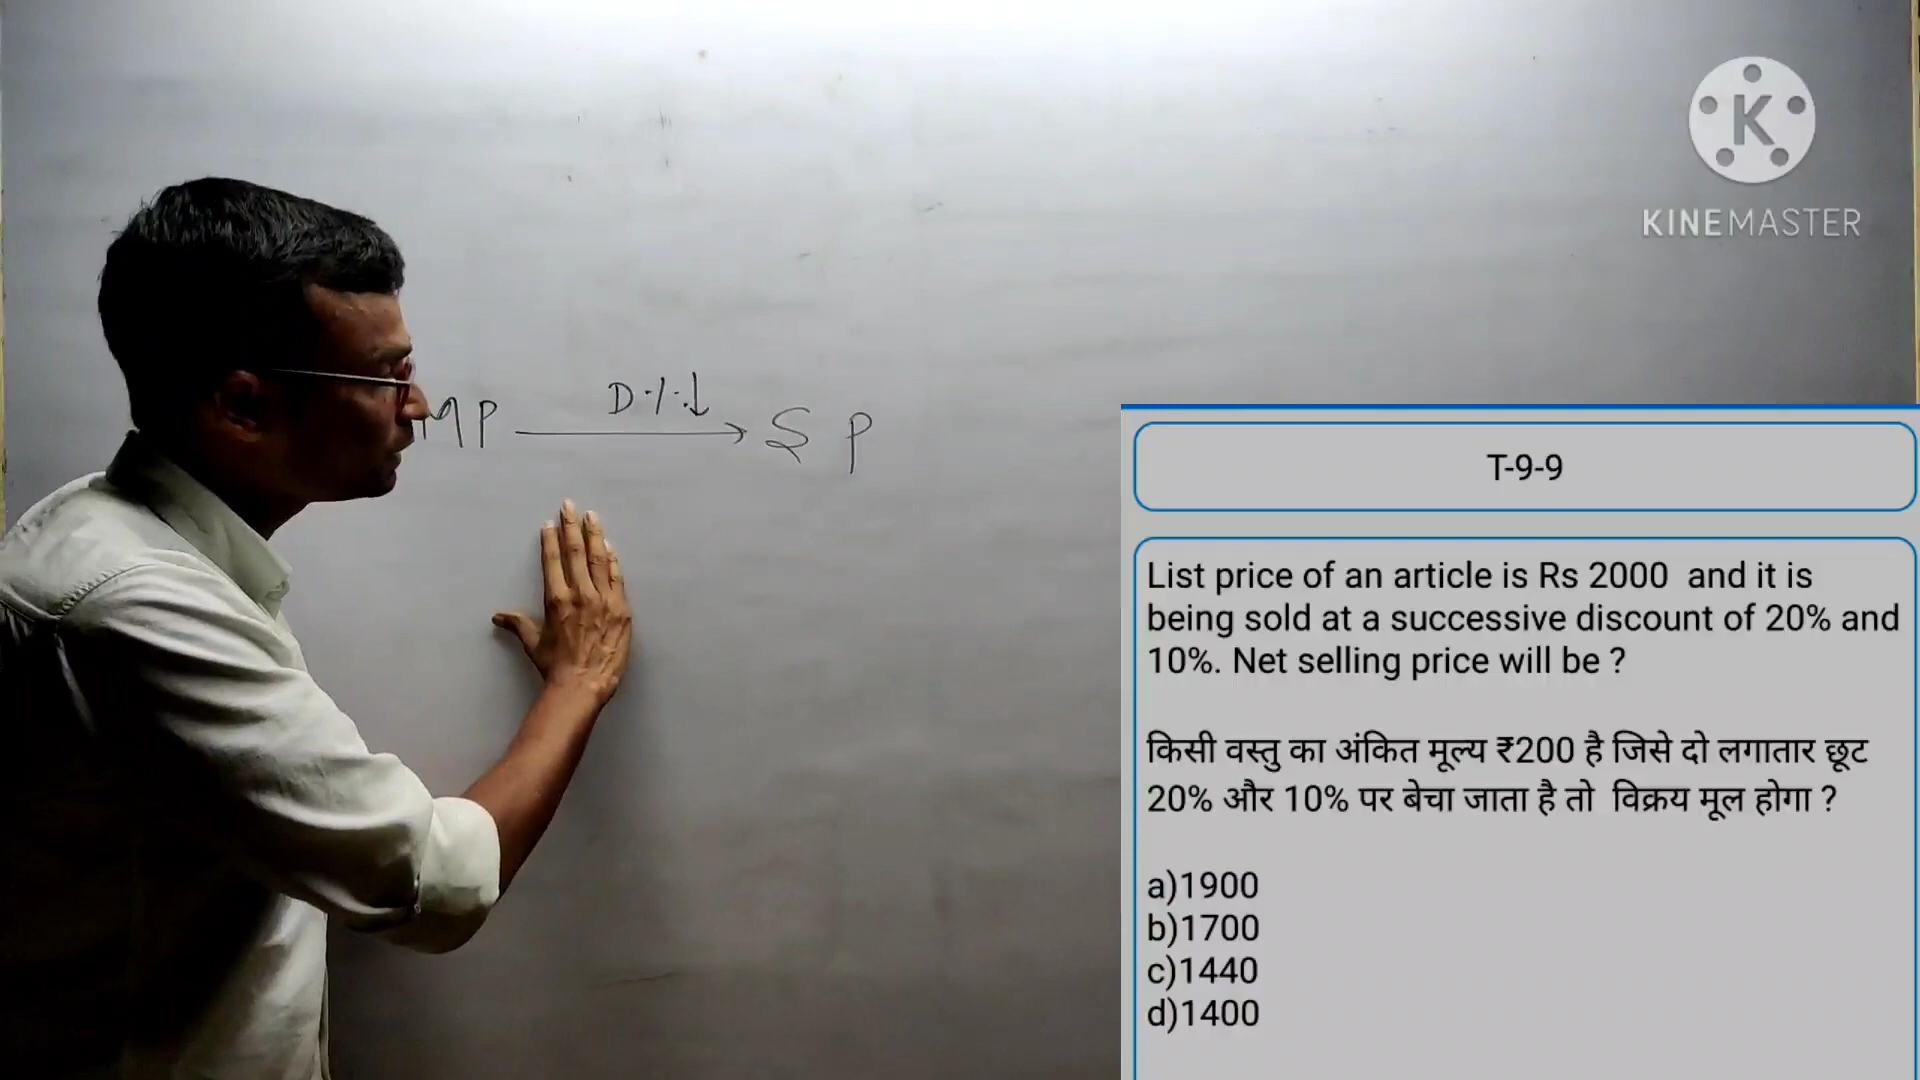 K
KINEMASTER
MP D·/·↓ → SP
T-9-9
List price of an article is Rs 2000 and it is
being sold at a successive discount of 20% and
10%. Net selling price will be ?
किसी वस्तु का अंकित मूल्य ₹200 है जिसे दो लगातार छूट
20% और 10% पर बेचा जाता है तो विक्रय मूल होगा ?
a)1900
b)1700
c)1440
d)1400